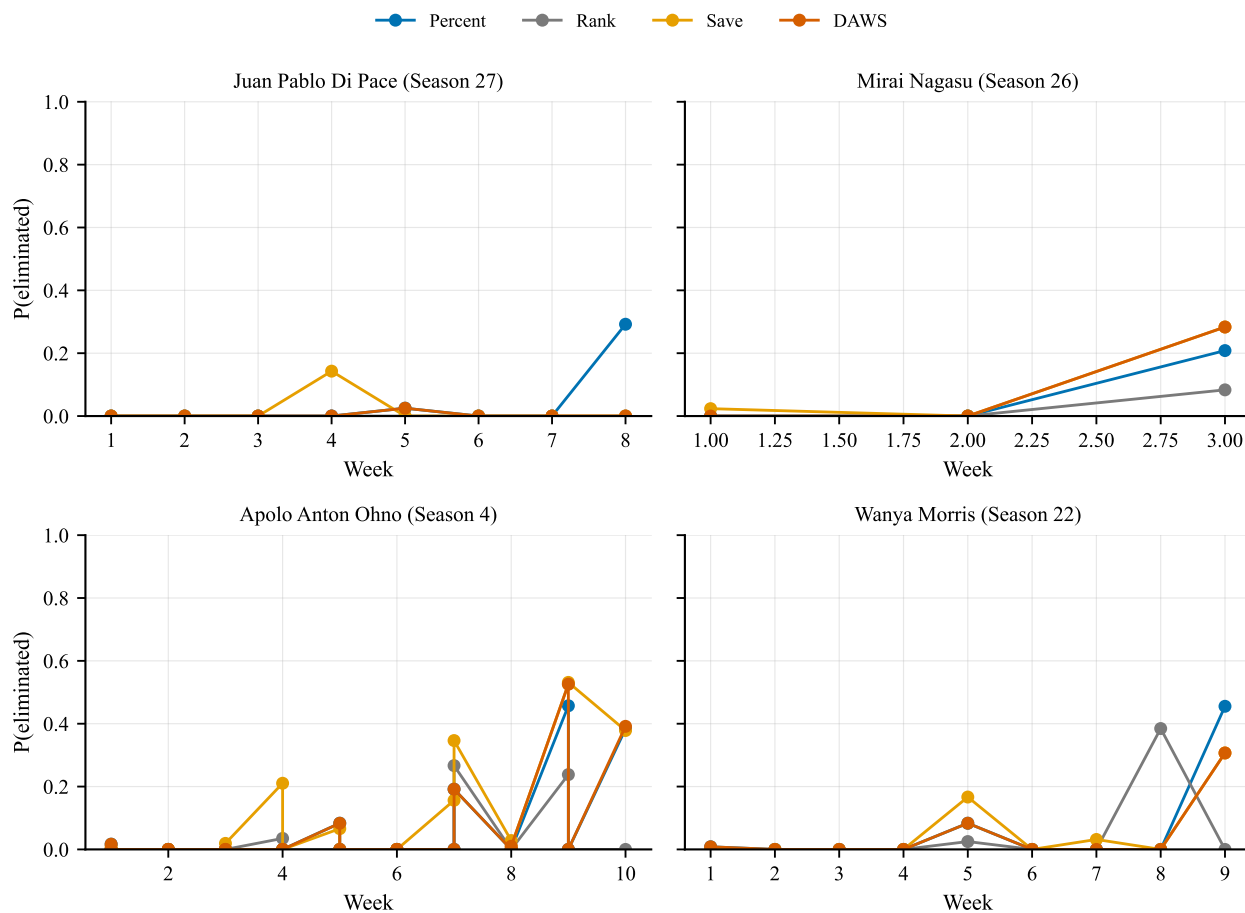 Percent Rank Save DAWS
Juan Pablo Di Pace (Season 27) Mirai Nagasu (Season 26)
1.0
0.8
0.6
0.4
0.2
0.0
P(eliminated)
1 2 3 4 5 6 7 8
1.00 1.25 1.50 1.75 2.00 2.25 2.50 2.75 3.00
Week Week
Apolo Anton Ohno (Season 4) Wanya Morris (Season 22)
1.0
0.8
0.6
0.4
0.2
0.0
P(eliminated)
2 4 6 8 10
1 2 3 4 5 6 7 8 9
Week Week